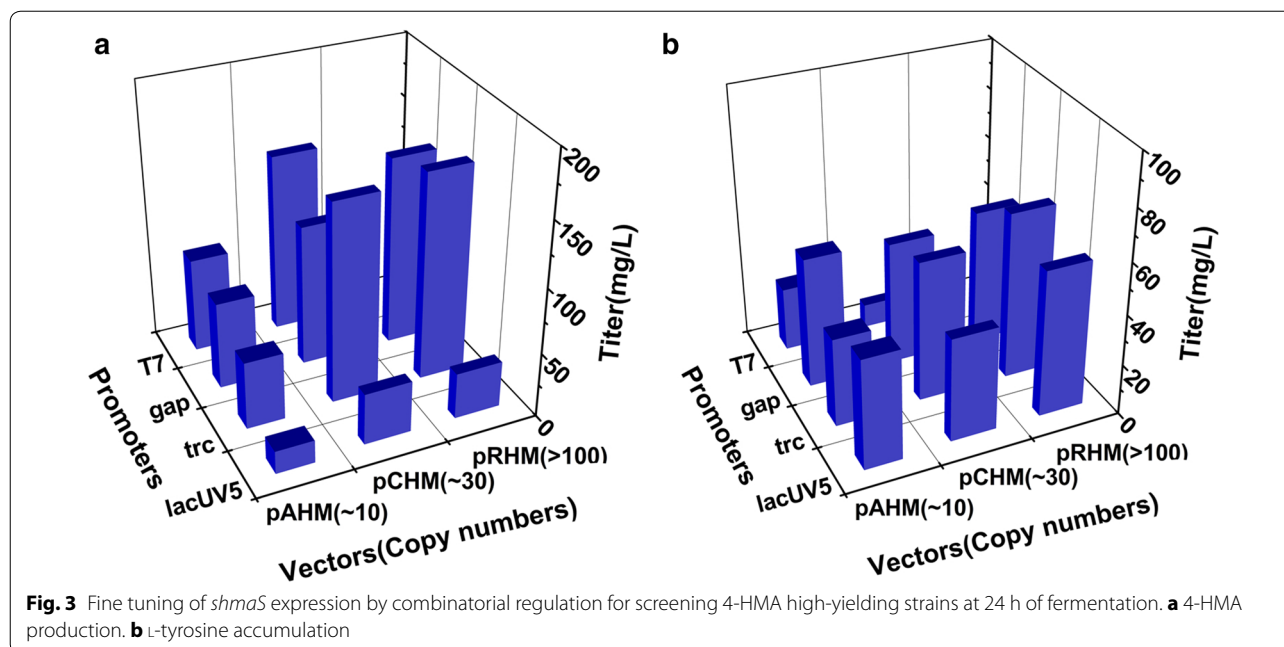 a
200
150
100
50
0
Titer(mg/L)
T7
gap
trc
lacUV5
Promoters
pAHM(~10)
pCHM(~30)
pRHM(>100)
Vectors(Copy numbers)
b
100
80
60
40
20
0
Titer(mg/L)
T7
gap
trc
lacUV5
Promoters
pAHM(~10)
pCHM(~30)
pRHM(>100)
Vectors(Copy numbers)
Fig. 3 Fine tuning of shmaS expression by combinatorial regulation for screening 4-HMA high-yielding strains at 24 h of fermentation. a 4-HMA
production. b L-tyrosine accumulation